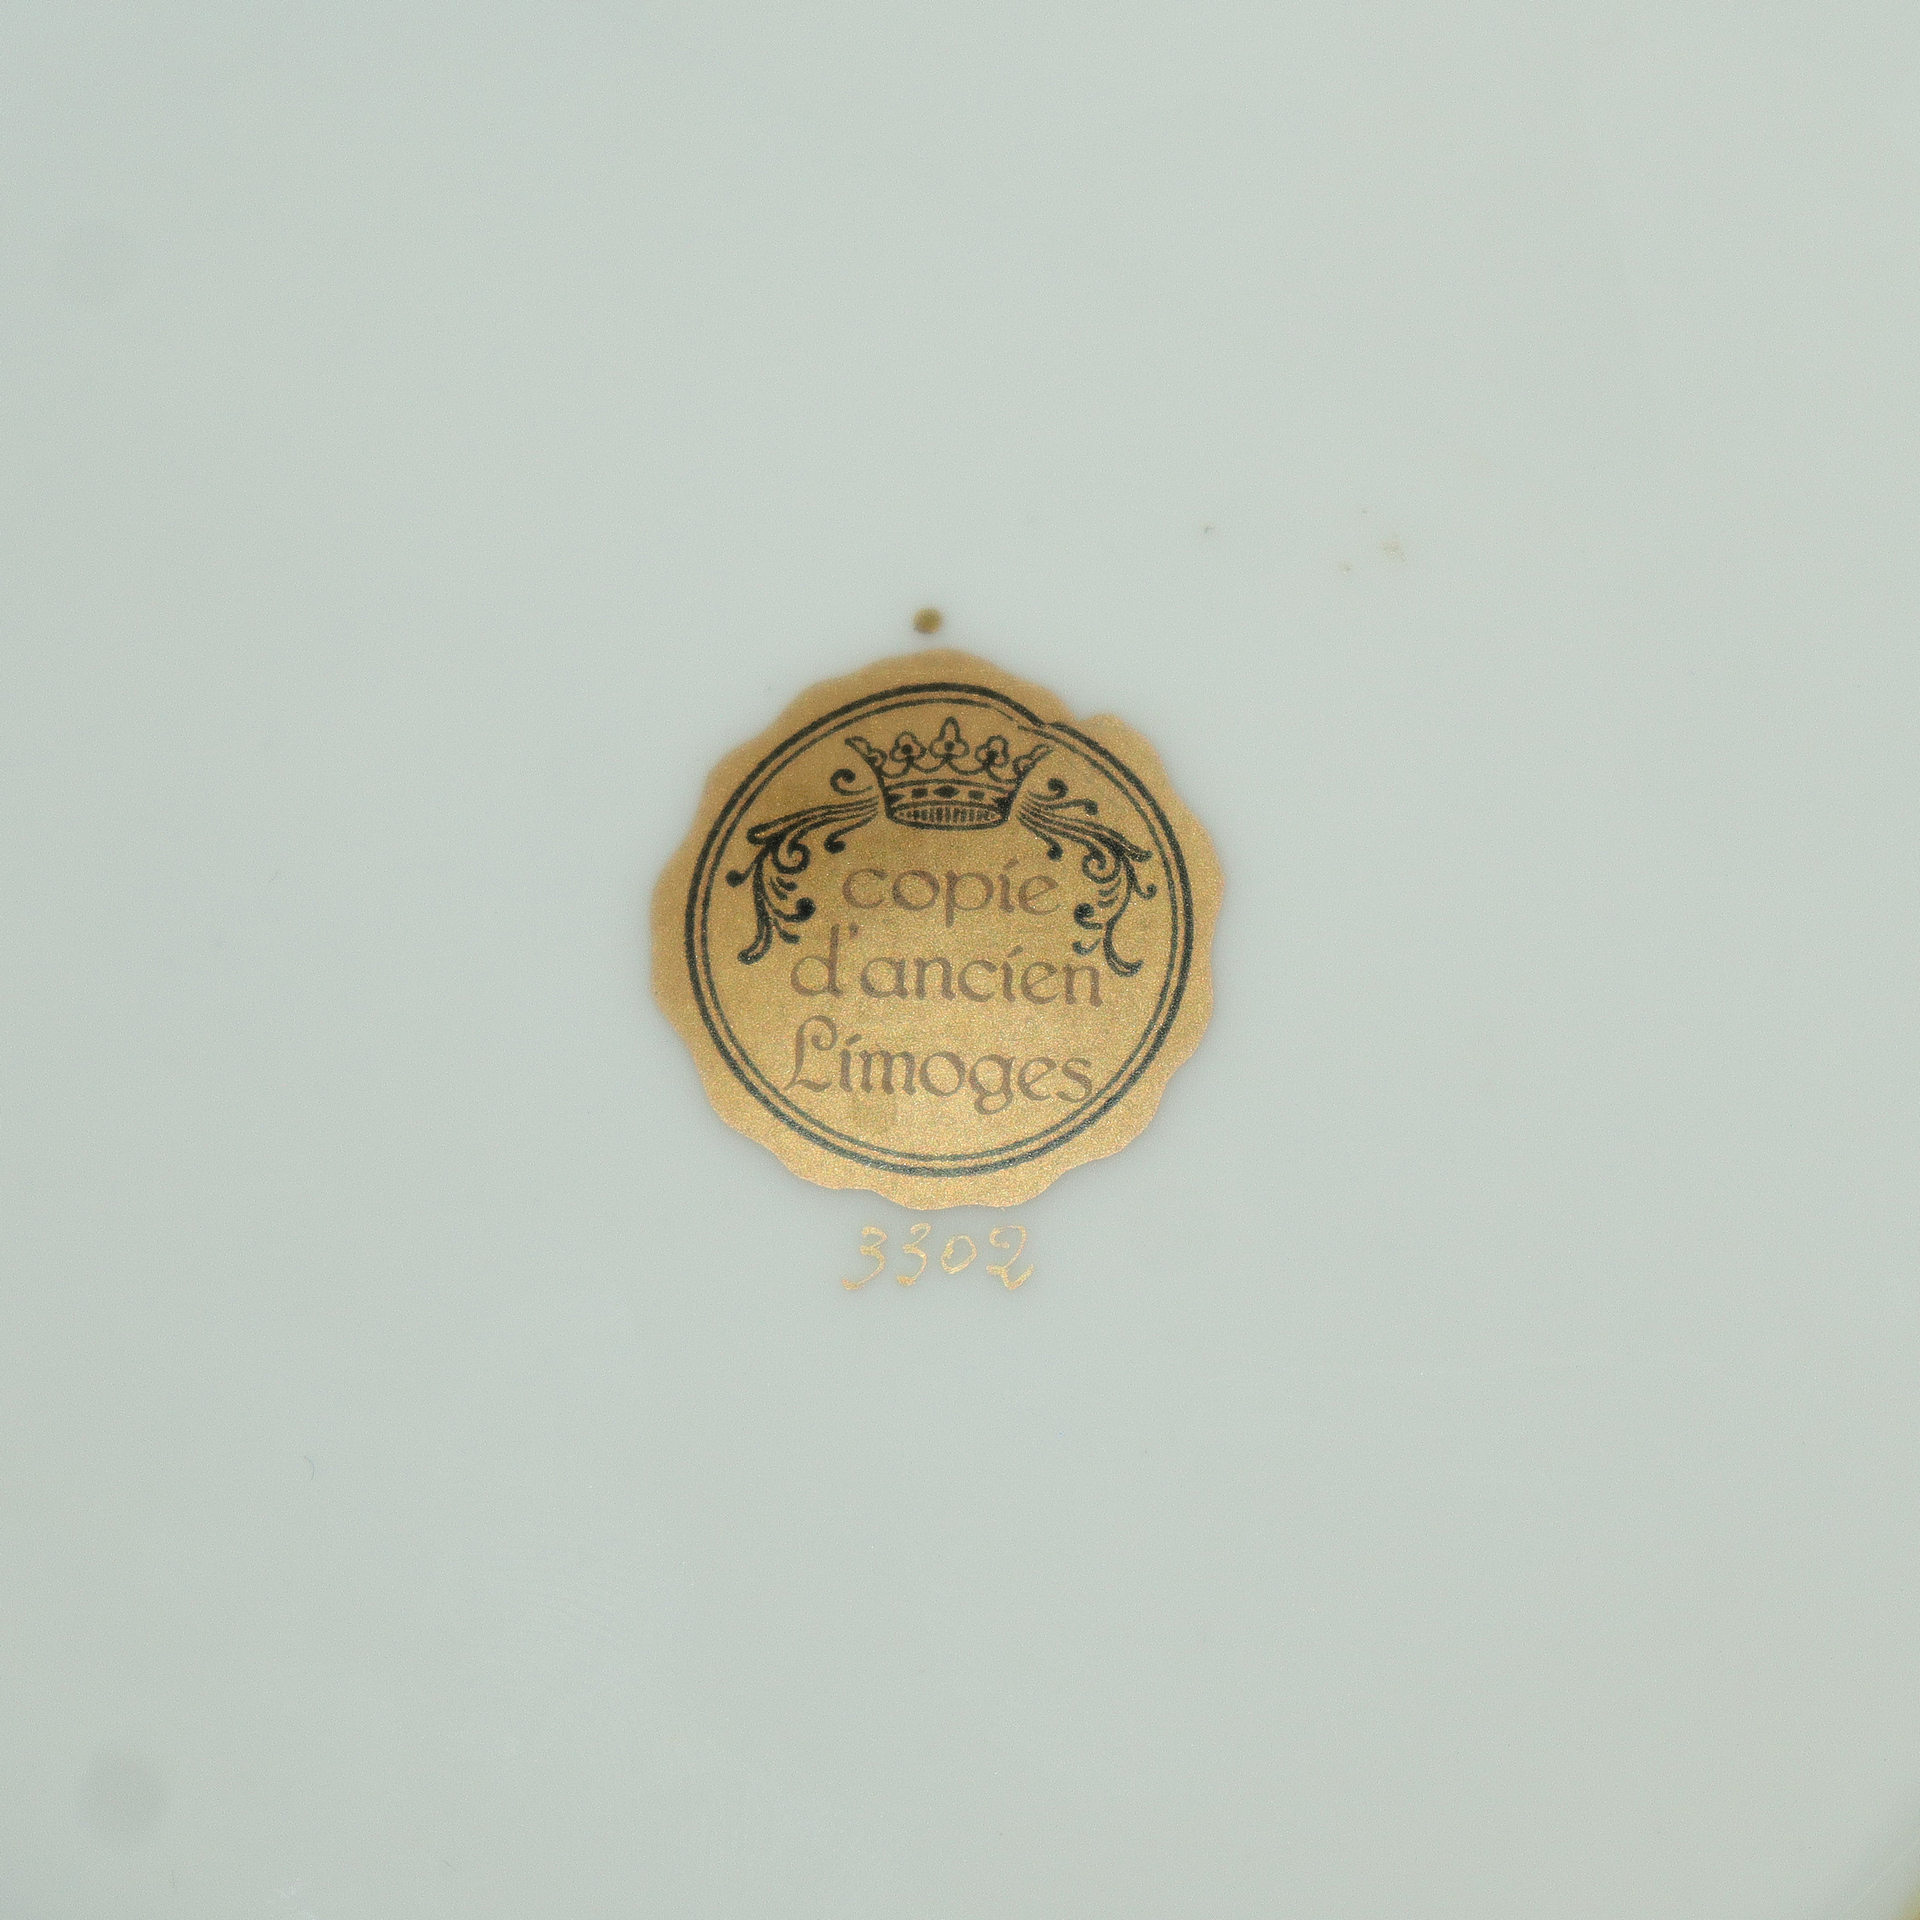 copie
d'ancien
Limoges
3302